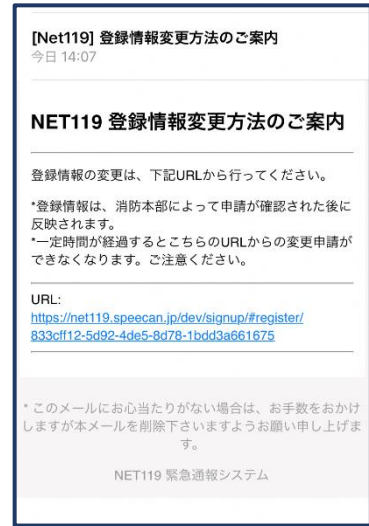 [Net119] 登録情報変更方法のご案内
今日 14:07
NET119 登録情報変更方法のご案内
登録情報の変更は、下記URLから行ってください。
*登録情報は、消防本部によって申請が確認された後に
反映されます。
*一定時間が経過するとこちらのURLからの変更申請が
できなくなります。ご注意ください。
URL:
https://net119.speecan.jp/dev/signup/#register/
833cff12-5d92-4de5-8d78-1bdd3a661675
* このメールにお心当たりがない場合は、お手数をおかけ
しますが本メールを削除下さいますようお願い申し上げま
す。
NET119 緊急通報システム